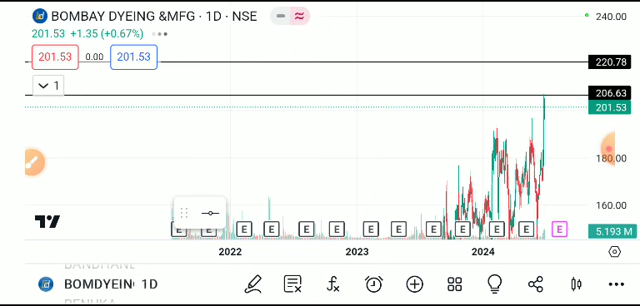 BOMBAY DYEING &MFG · 1D · NSE
201.53 +1.35 (+0.67%)
201.53 0.00 201.53
1
240.00
220.78
206.63
201.53
180.00
160.00
5.193 M
E E E E E E E E E E E E E
2022 2023 2024
BOMDYEIN 1D